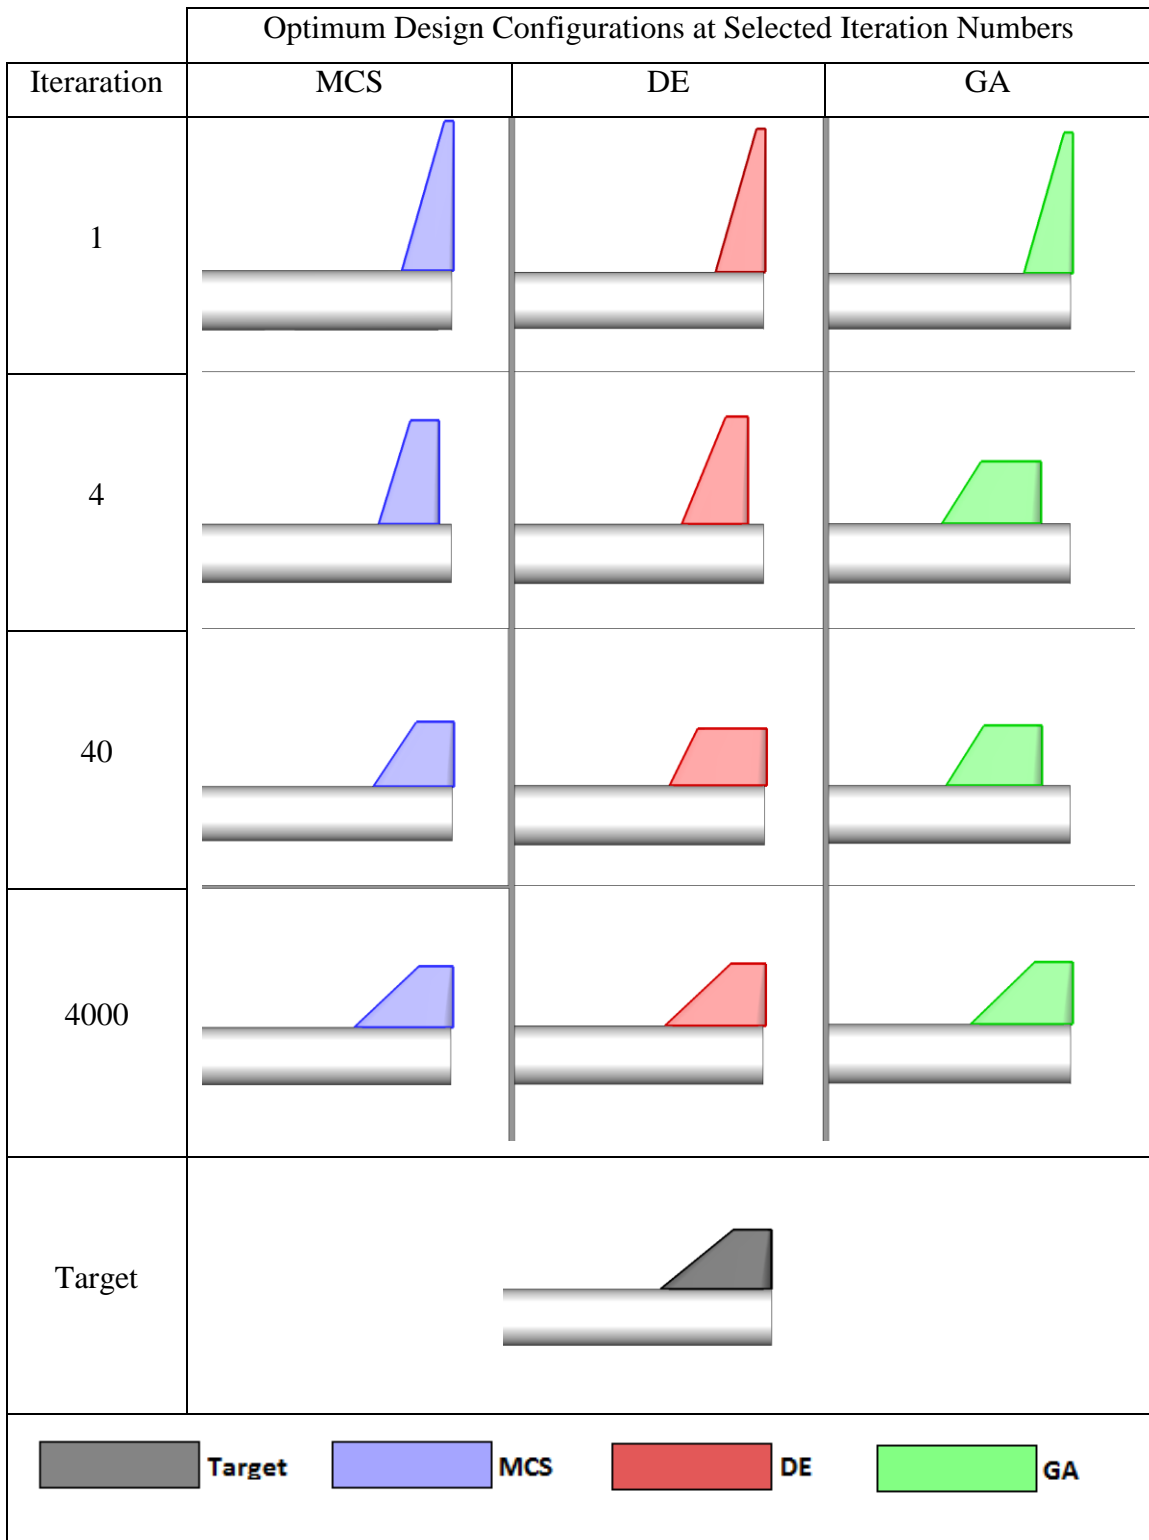 Optimum Design Configurations at Selected Iteration Numbers
Iteraration MCS DE GA
1
4
40
4000
Target
Target MCS DE GA